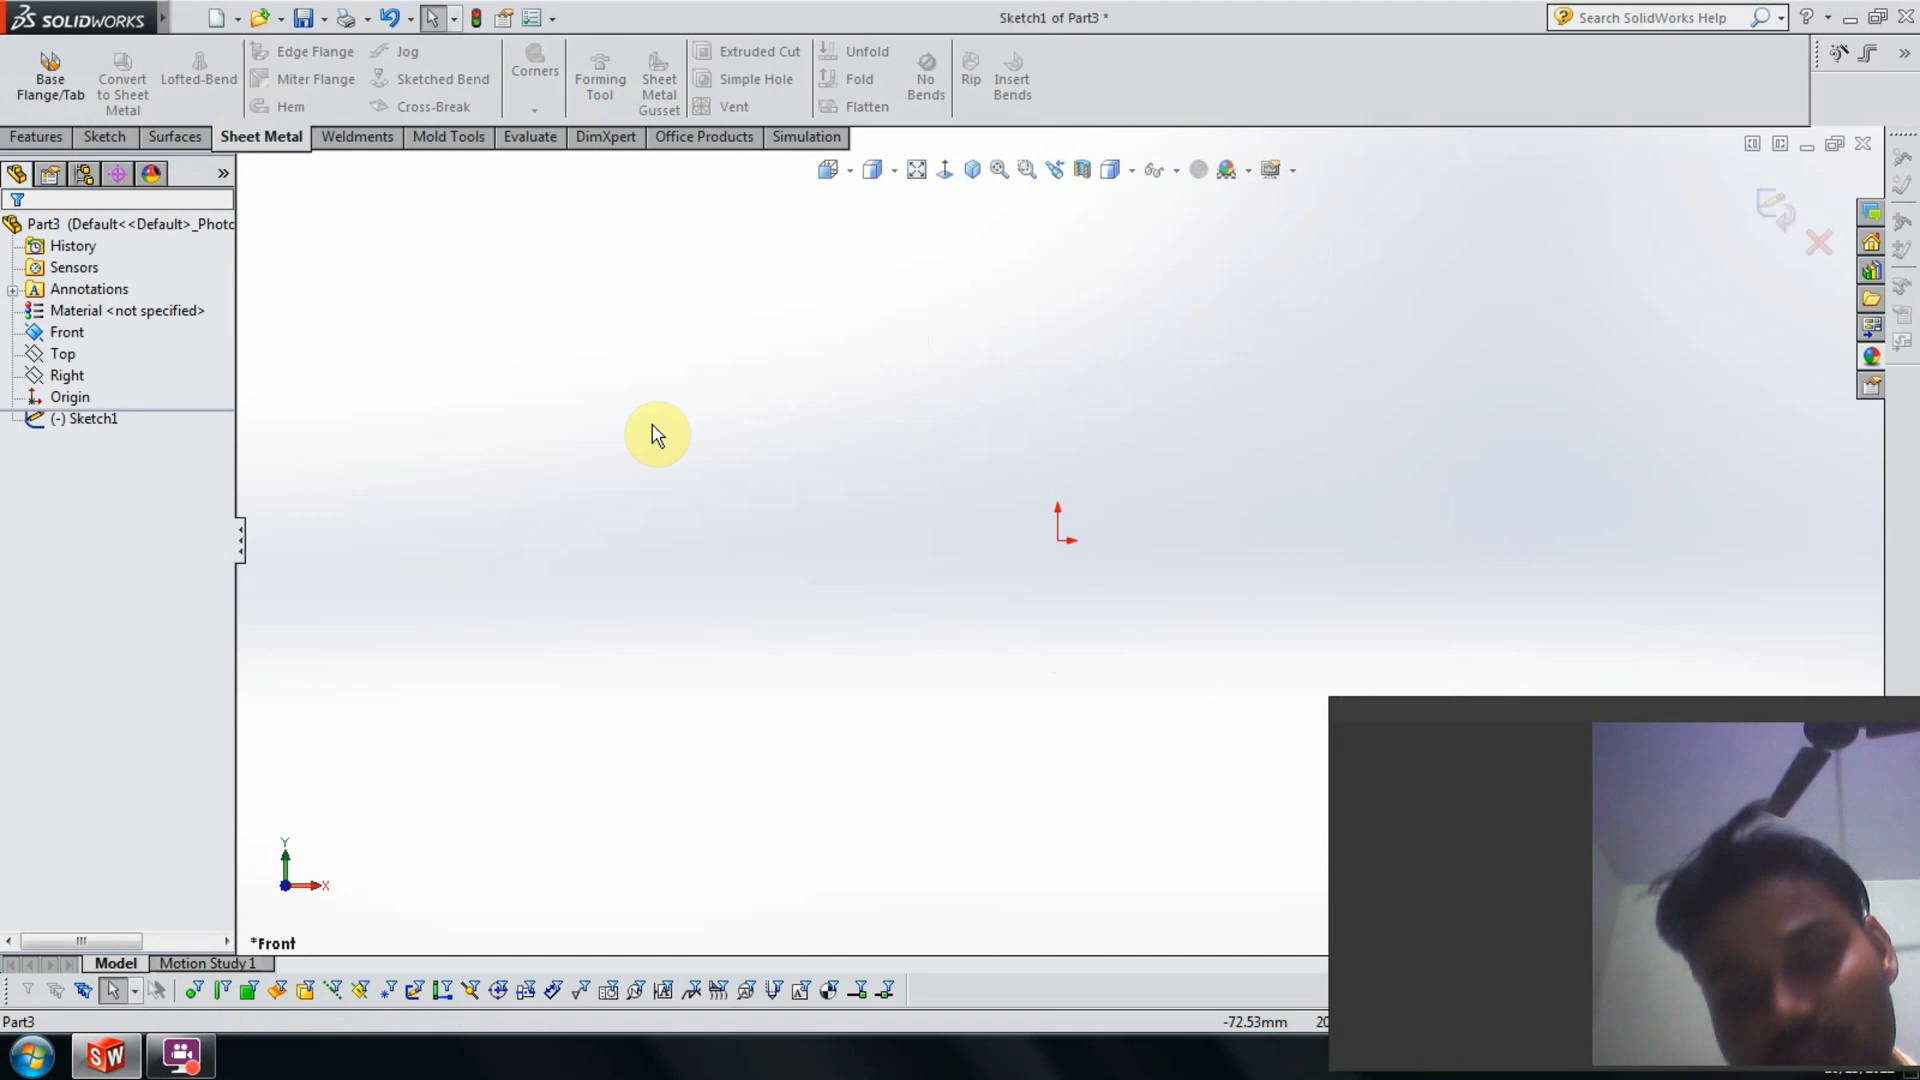 SOLIDWORKS
Sketch1 of Part3 *
Search SolidWorks Help
Base Flange/Tab
Convert to Sheet Metal
Lofted-Bend
Edge Flange
Miter Flange
Hem
Jog
Sketched Bend
Cross-Break
Corners
Forming Tool
Sheet Metal Gusset
Extruded Cut
Simple Hole
Vent
Unfold
Fold
Flatten
No Bends
Rip
Insert Bends
Features
Sketch
Surfaces
Sheet Metal
Weldments
Mold Tools
Evaluate
DimXpert
Office Products
Simulation
Part3 (Default<<Default>_Photo
History
Sensors
Annotations
Material <not specified>
Front
Top
Right
Origin
(-) Sketch1
Y
X
*Front
Model
Motion Study 1
Part3
-72.53mm
20
SW